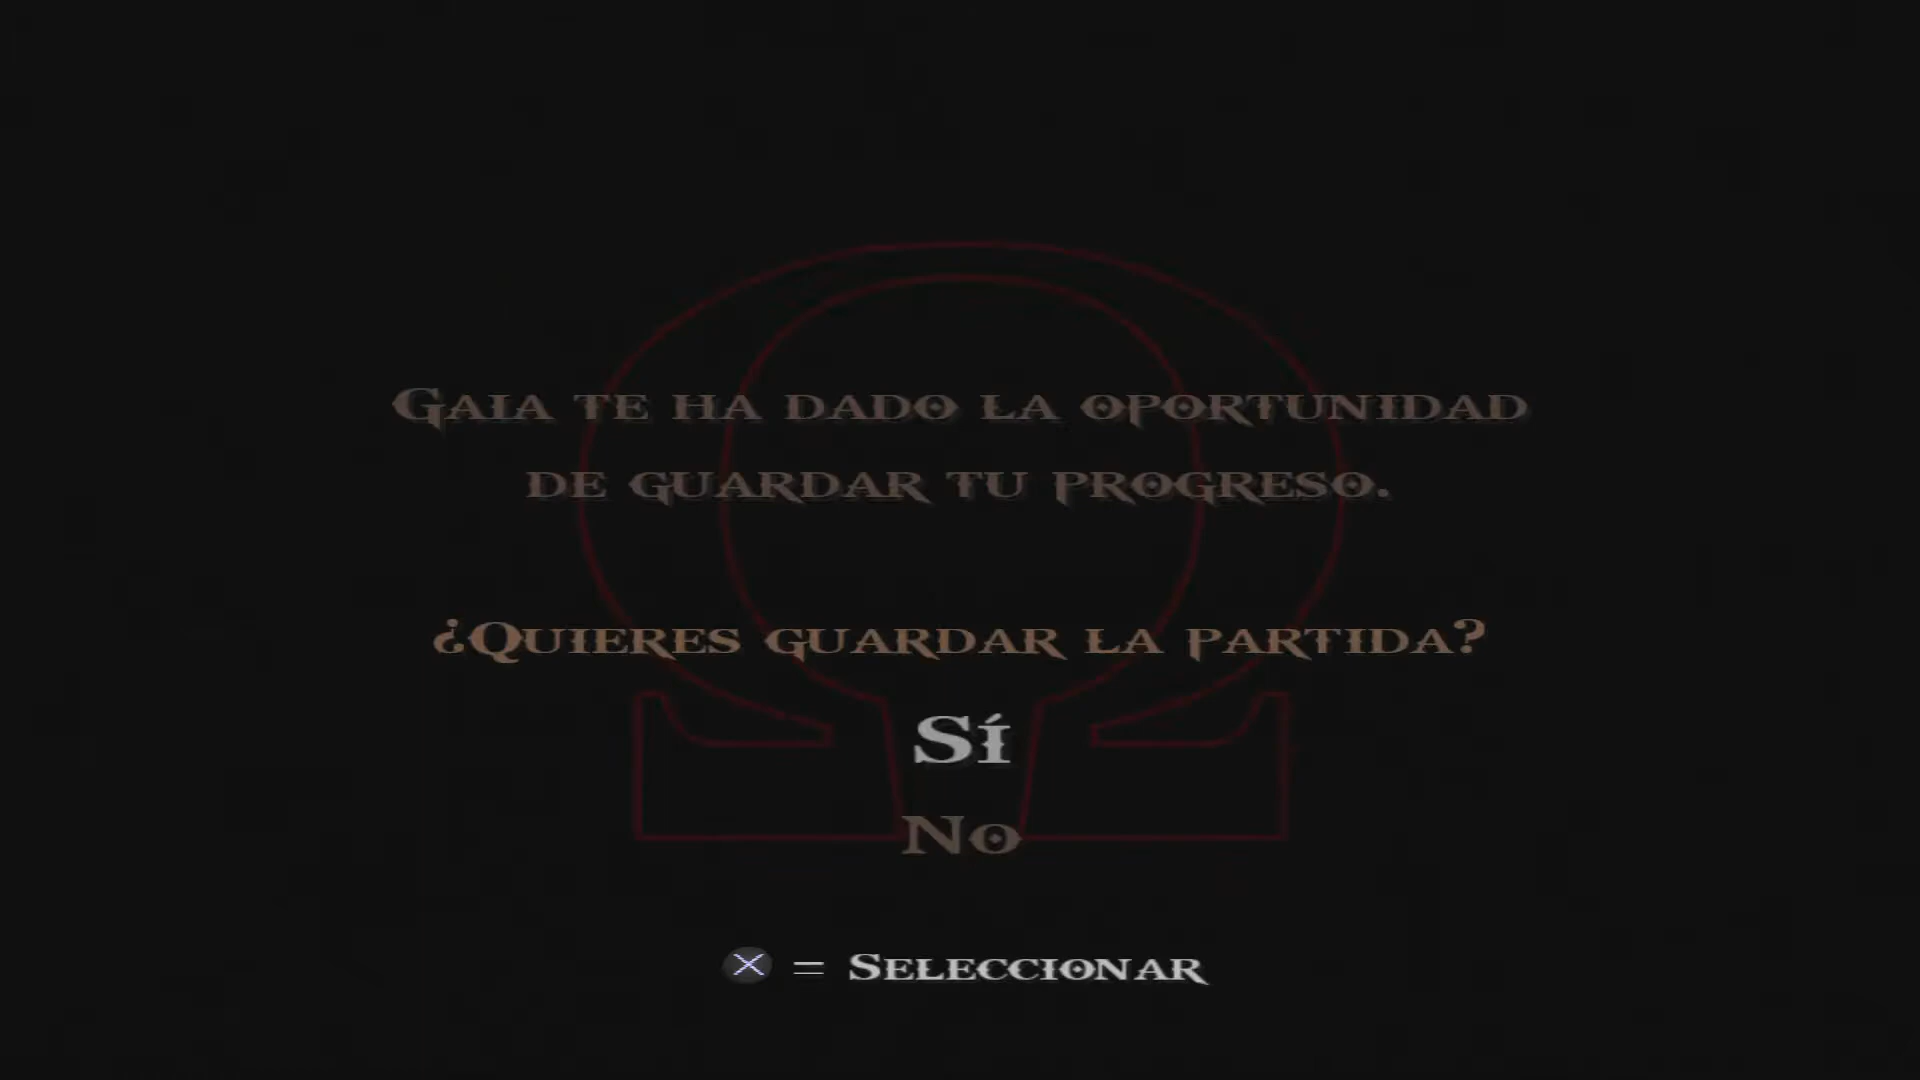 Gaia te ha dado la oportunidad
de guardar tu progreso.
¿Quieres guardar la partida?
Sí
No
= Seleccionar